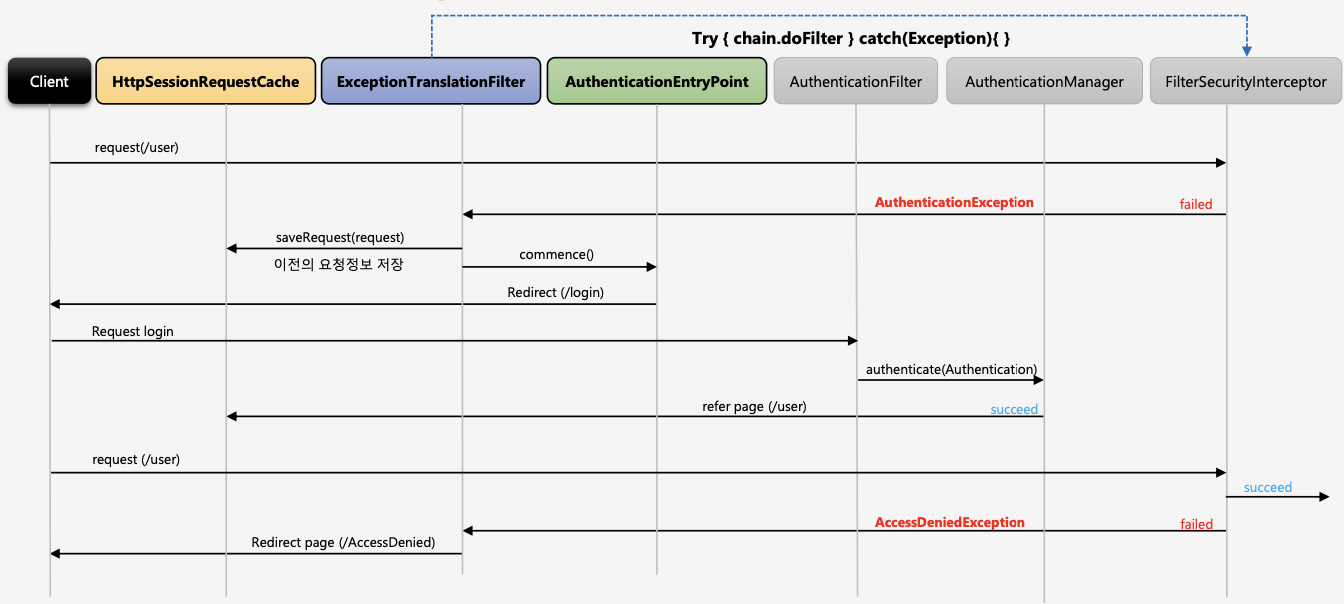 Try { chain.doFilter } catch(Exception){ }
Client
HttpSessionRequestCache
ExceptionTranslationFilter
AuthenticationEntryPoint
AuthenticationFilter
AuthenticationManager
FilterSecurityInterceptor
request(/user)
AuthenticationException
failed
saveRequest(request)
이전의 요청정보 저장
commence()
Redirect (/login)
Request login
authenticate(Authentication)
refer page (/user)
succeed
request (/user)
succeed
AccessDeniedException
failed
Redirect page (/AccessDenied)